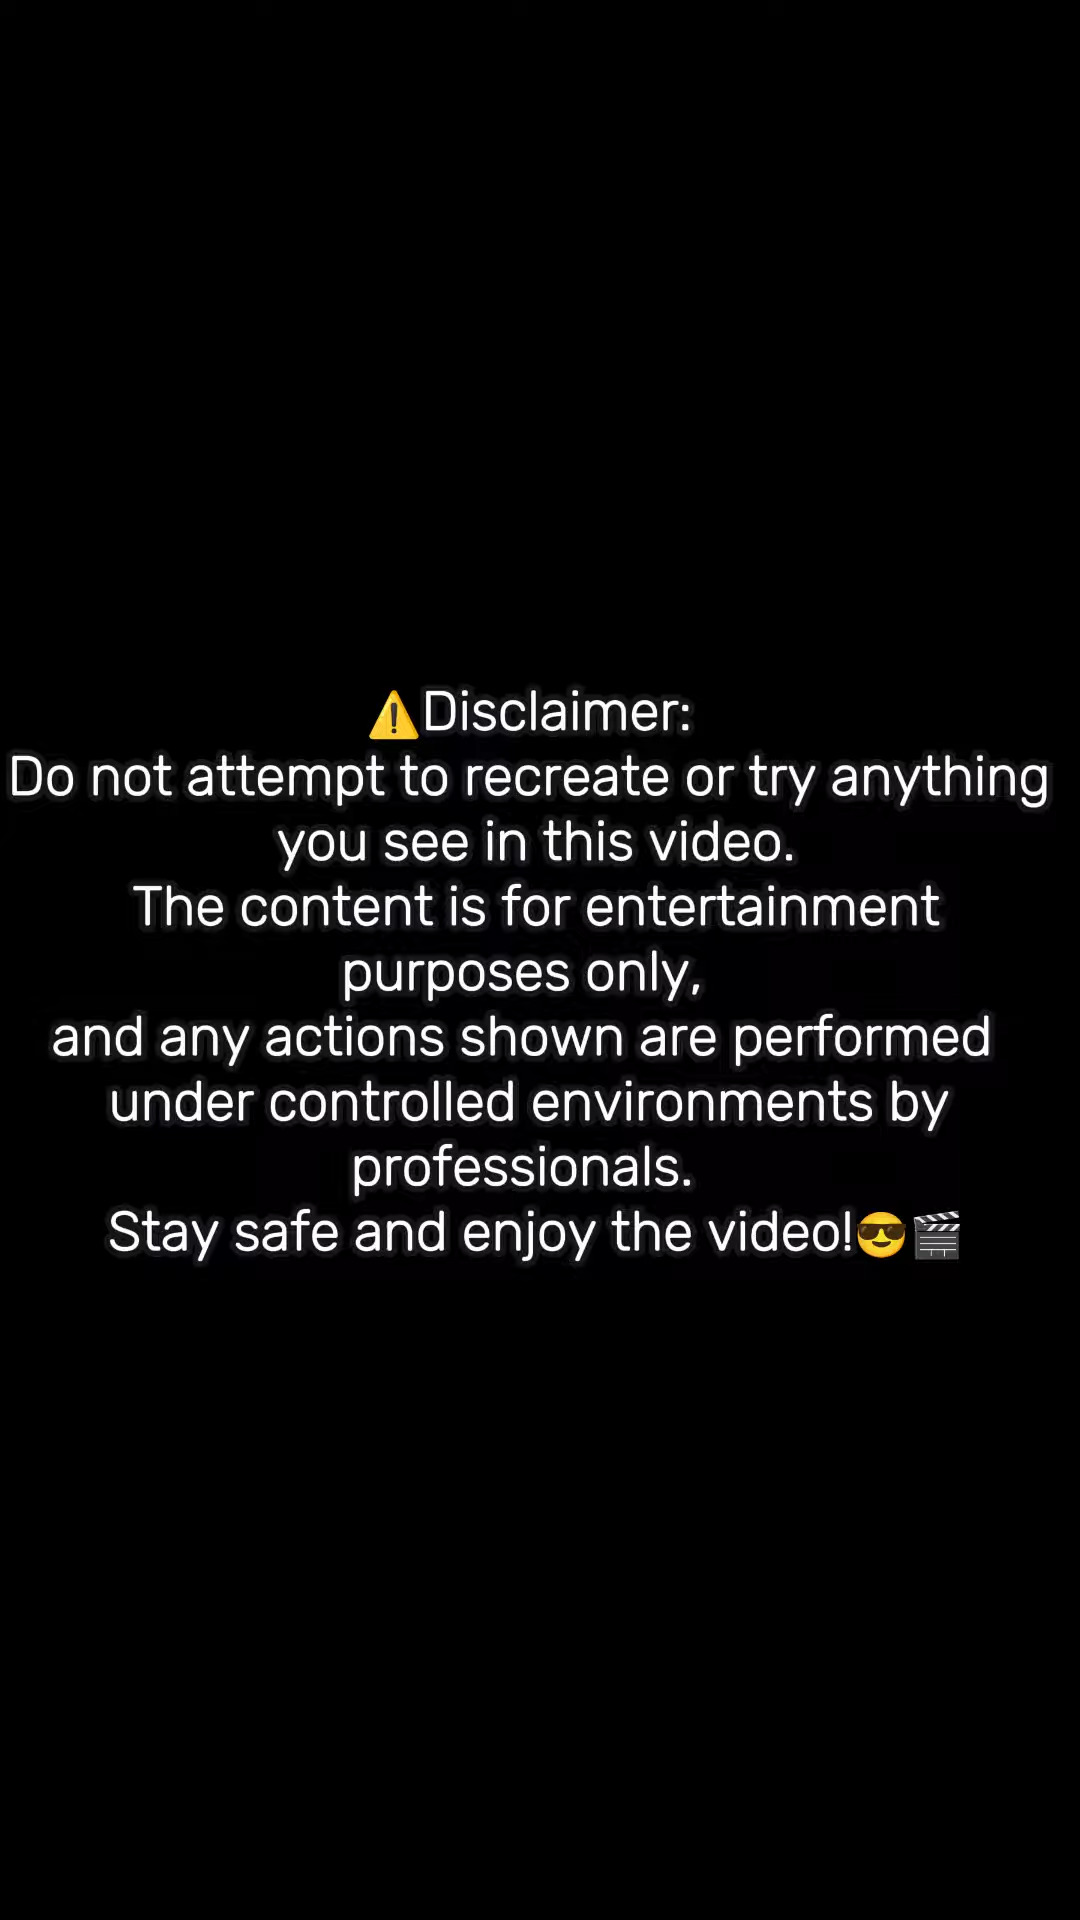 ⚠️Disclaimer:
Do not attempt to recreate or try anything
you see in this video.
The content is for entertainment
purposes only,
and any actions shown are performed
under controlled environments by
professionals.
Stay safe and enjoy the video!😎🎬